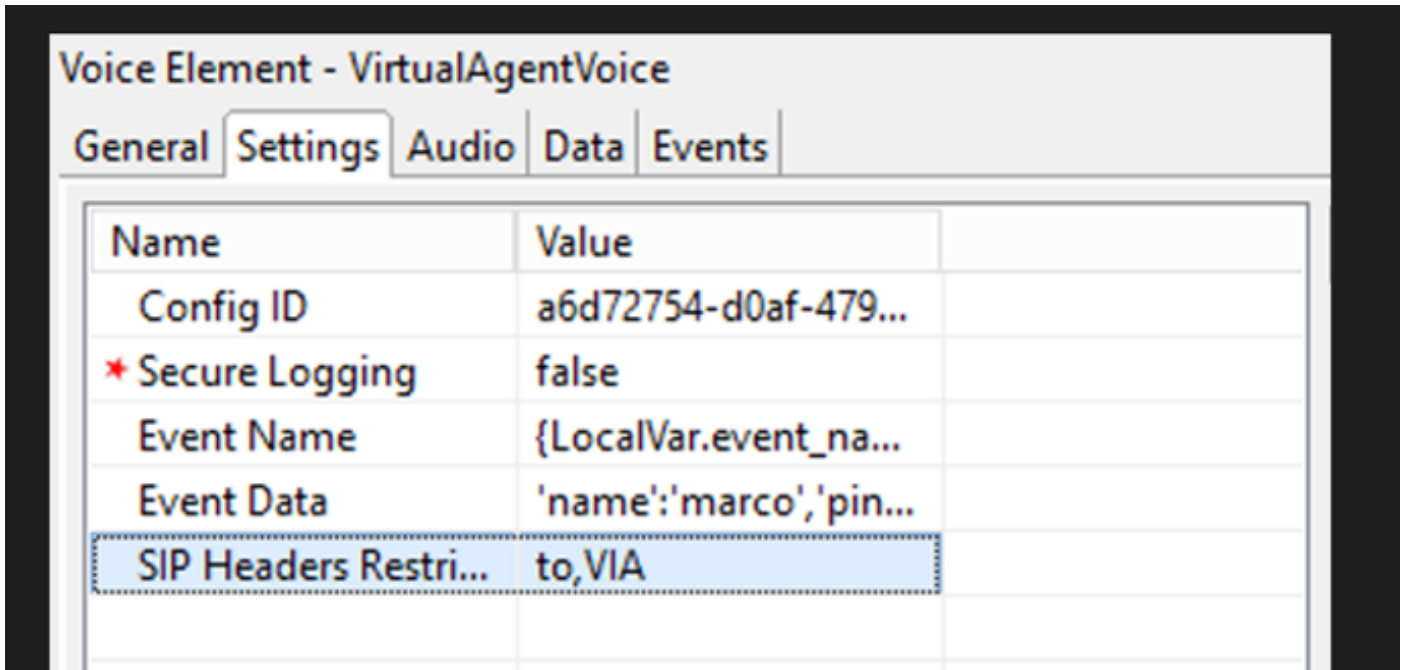 Voice Element - VirtualAgentVoice
General Settings Audio Data Events
Name Value
Config ID a6d72754-d0af-479...
* Secure Logging false
Event Name {LocalVar.event_na...
Event Data 'name':'marco','pin...
SIP Headers Restri... to,VIA